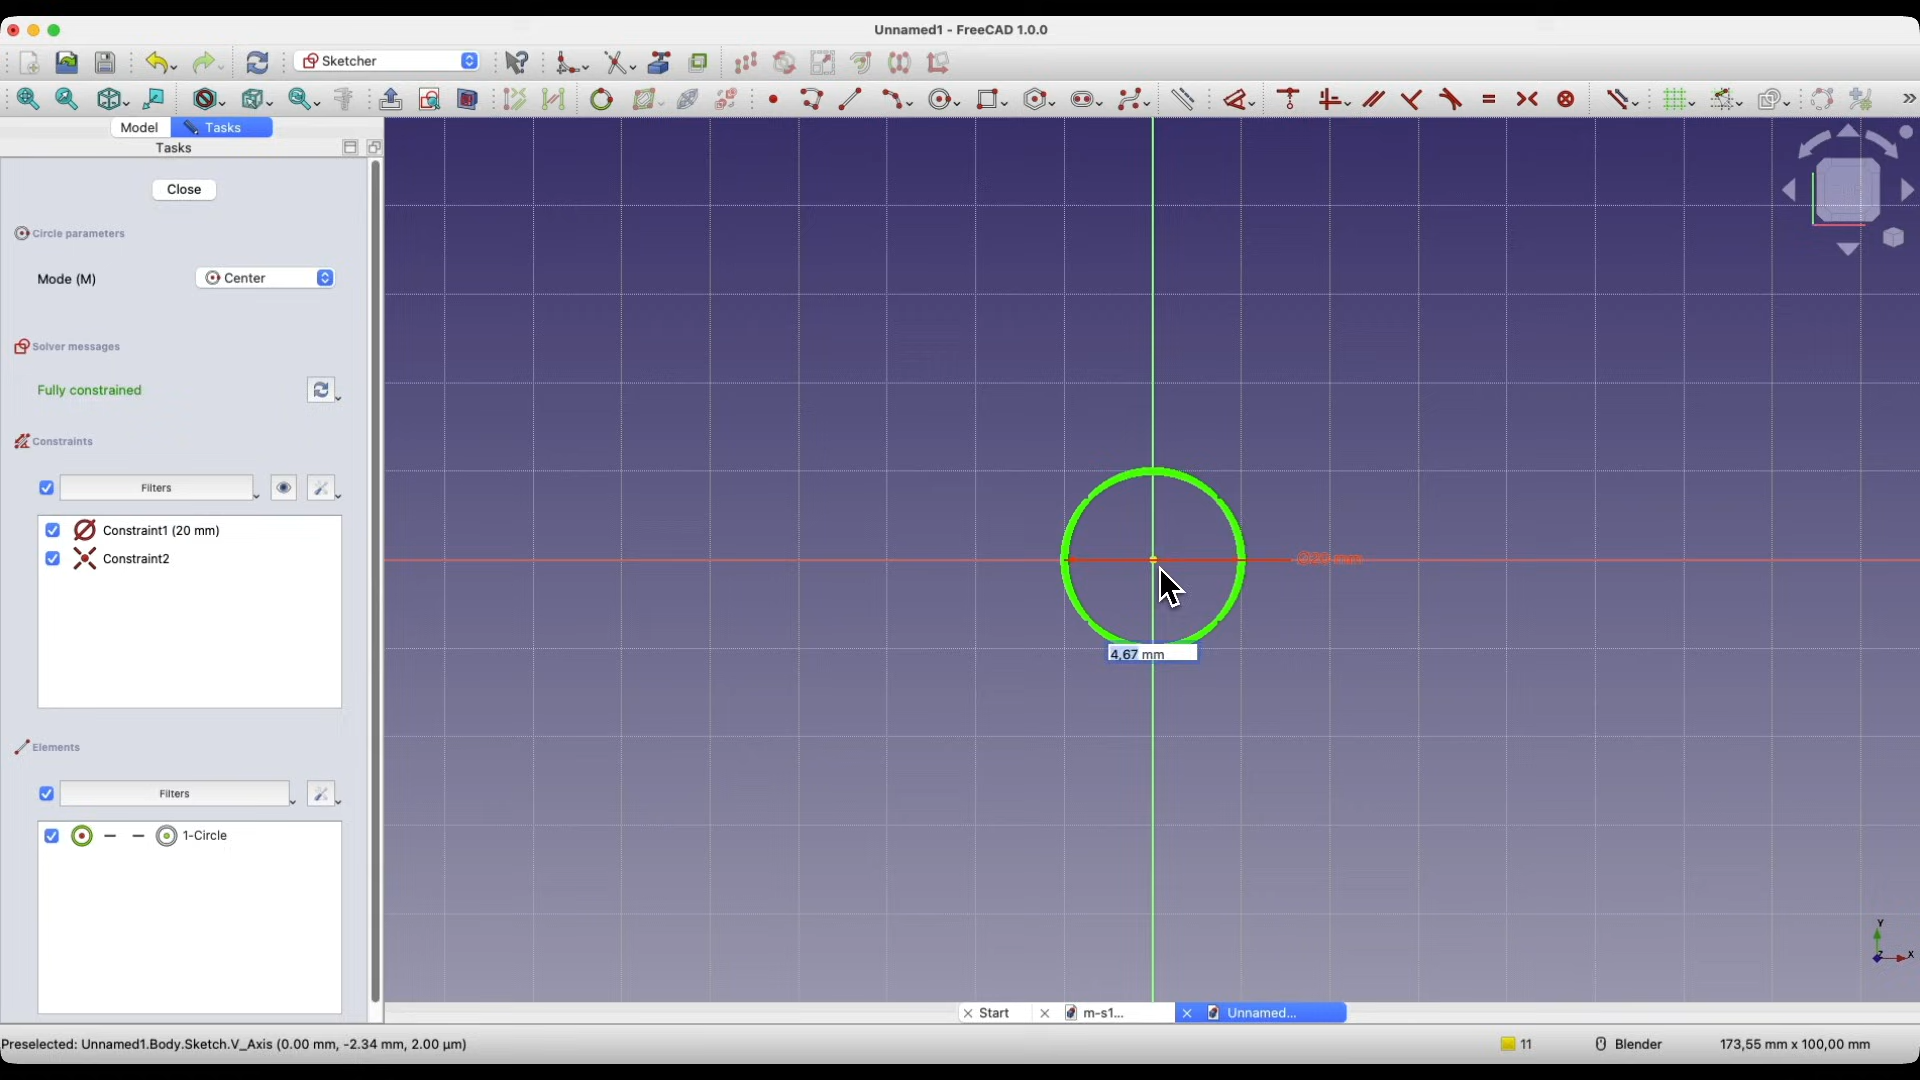 Unnamed1 - FreeCAD 1.0.0
Sketcher
Model
Tasks
Tasks
Close
Circle parameters
Mode (M)
Center
Solver messages
Fully constrained
Constraints
Filters
Constraint1 (20 mm)
Constraint2
4,67 mm
Elements
Filters
1-Circle
Y
Z
X
Start
m-s1...
Unnamed...
Preselected: Unnamed1.Body.Sketch.V_Axis (0.00 mm, -2.34 mm, 2.00 µm)
11
Blender
173,55 mm x 100,00 mm